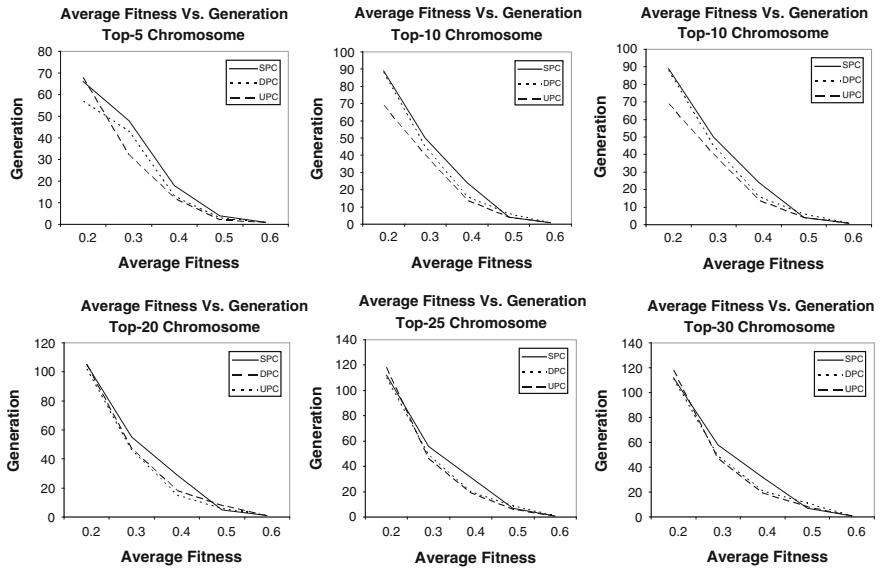 Average Fitness Vs. Generation
Top-5 Chromosome
80
70
60
50
40
30
20
10
0
Generation
SPC
DPC
UPC
0.2 0.3 0.4 0.5 0.6
Average Fitness
Average Fitness Vs. Generation
Top-10 Chromosome
100
90
80
70
60
50
40
30
20
10
0
Generation
SPC
DPC
UPC
0.2 0.3 0.4 0.5 0.6
Average Fitness
Average Fitness Vs. Generation
Top-10 Chromosome
100
90
80
70
60
50
40
30
20
10
0
Generation
SPC
DPC
UPC
0.2 0.3 0.4 0.5 0.6
Average Fitness
Average Fitness Vs. Generation
Top-20 Chromosome
120
100
80
60
40
20
0
Generation
SPC
DPC
UPC
0.2 0.3 0.4 0.5 0.6
Average Fitness
Average Fitness Vs. Generation
Top-25 Chromosome
140
120
100
80
60
40
20
0
Generation
SPC
DPC
UPC
0.2 0.3 0.4 0.5 0.6
Average Fitness
Average Fitness Vs. Generation
Top-30 Chromosome
140
120
100
80
60
40
20
0
Generation
SPC
DPC
UPC
0.2 0.3 0.4 0.5 0.6
Average Fitness